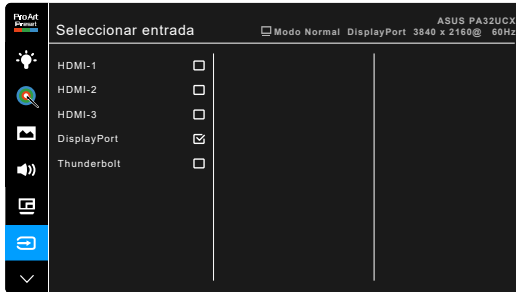 ProArt
Preset
Seleccionar entrada
ASUS PA32UCX
Modo Normal DisplayPort 3840 x 2160@ 60Hz
HDMI-1
HDMI-2
HDMI-3
DisplayPort
Thunderbolt